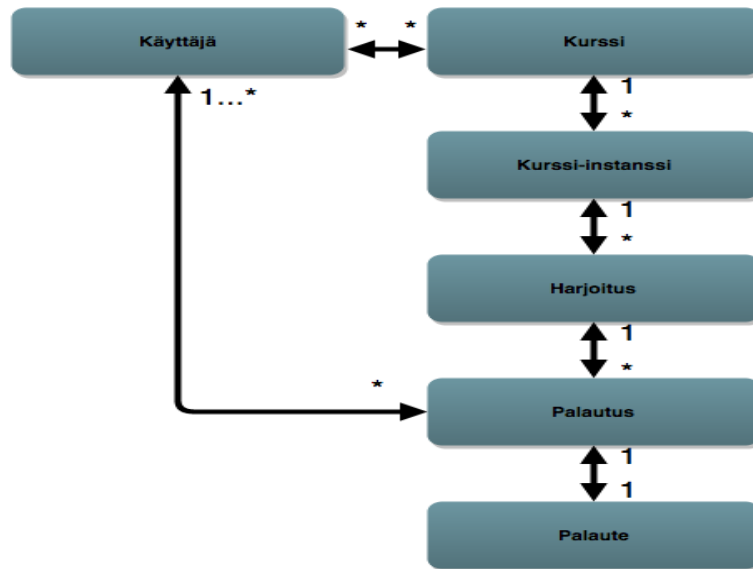 Käyttäjä
* *
Kurssi
1...*
1
*
Kurssi-instanssi
1
*
Harjoitus
1
*
*
Palautus
1
1
Palaute